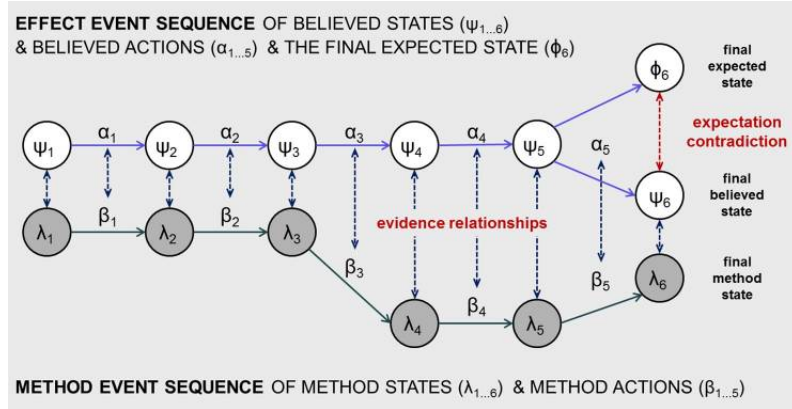 EFFECT EVENT SEQUENCE OF BELIEVED STATES (ψ1...6)
& BELIEVED ACTIONS (α1...5) & THE FINAL EXPECTED STATE (ϕ6)
ϕ6
final
expected
state
expectation
contradiction
ψ1 α1 ψ2 α2 ψ3 α3 ψ4 α4 ψ5 α5
ψ6
final
believed
state
evidence relationships
λ1 β1 λ2 β2 λ3
β3
β4
β5
λ6
final
method
state
λ4
λ5
METHOD EVENT SEQUENCE OF METHOD STATES (λ1...6) & METHOD ACTIONS (β1...5)